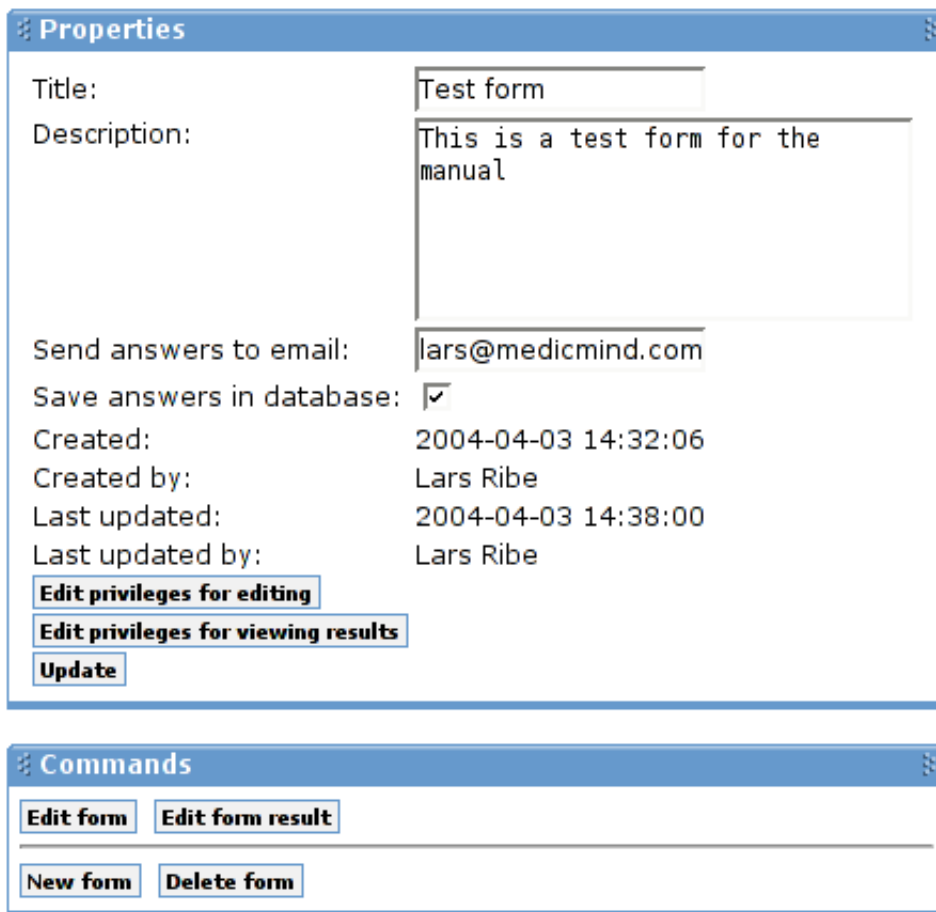 Properties
Title: Test form
Description: This is a test form for the
manual
Send answers to email: lars@medicmind.com
Save answers in database:
Created: 2004-04-03 14:32:06
Created by: Lars Ribe
Last updated: 2004-04-03 14:38:00
Last updated by: Lars Ribe
Edit privileges for editing
Edit privileges for viewing results
Update
Commands
Edit form Edit form result
New form Delete form